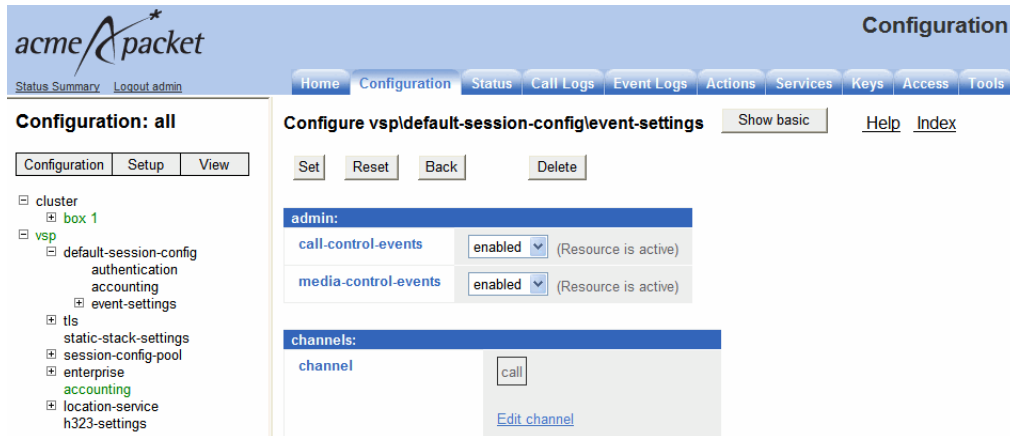 acme packet
Configuration
Status Summary Logout admin
Home Configuration Status Call Logs Event Logs Actions Services Keys Access Tools
Configuration: all
Configuration Setup View
cluster
box 1
vsp
default-session-config
authentication
accounting
event-settings
tls
static-stack-settings
session-config-pool
enterprise
accounting
location-service
h323-settings
Configure vsp\default-session-config\event-settings Show basic Help Index
Set Reset Back Delete
admin:
call-control-events enabled (Resource is active)
media-control-events enabled (Resource is active)
channels:
channel call
Edit channel